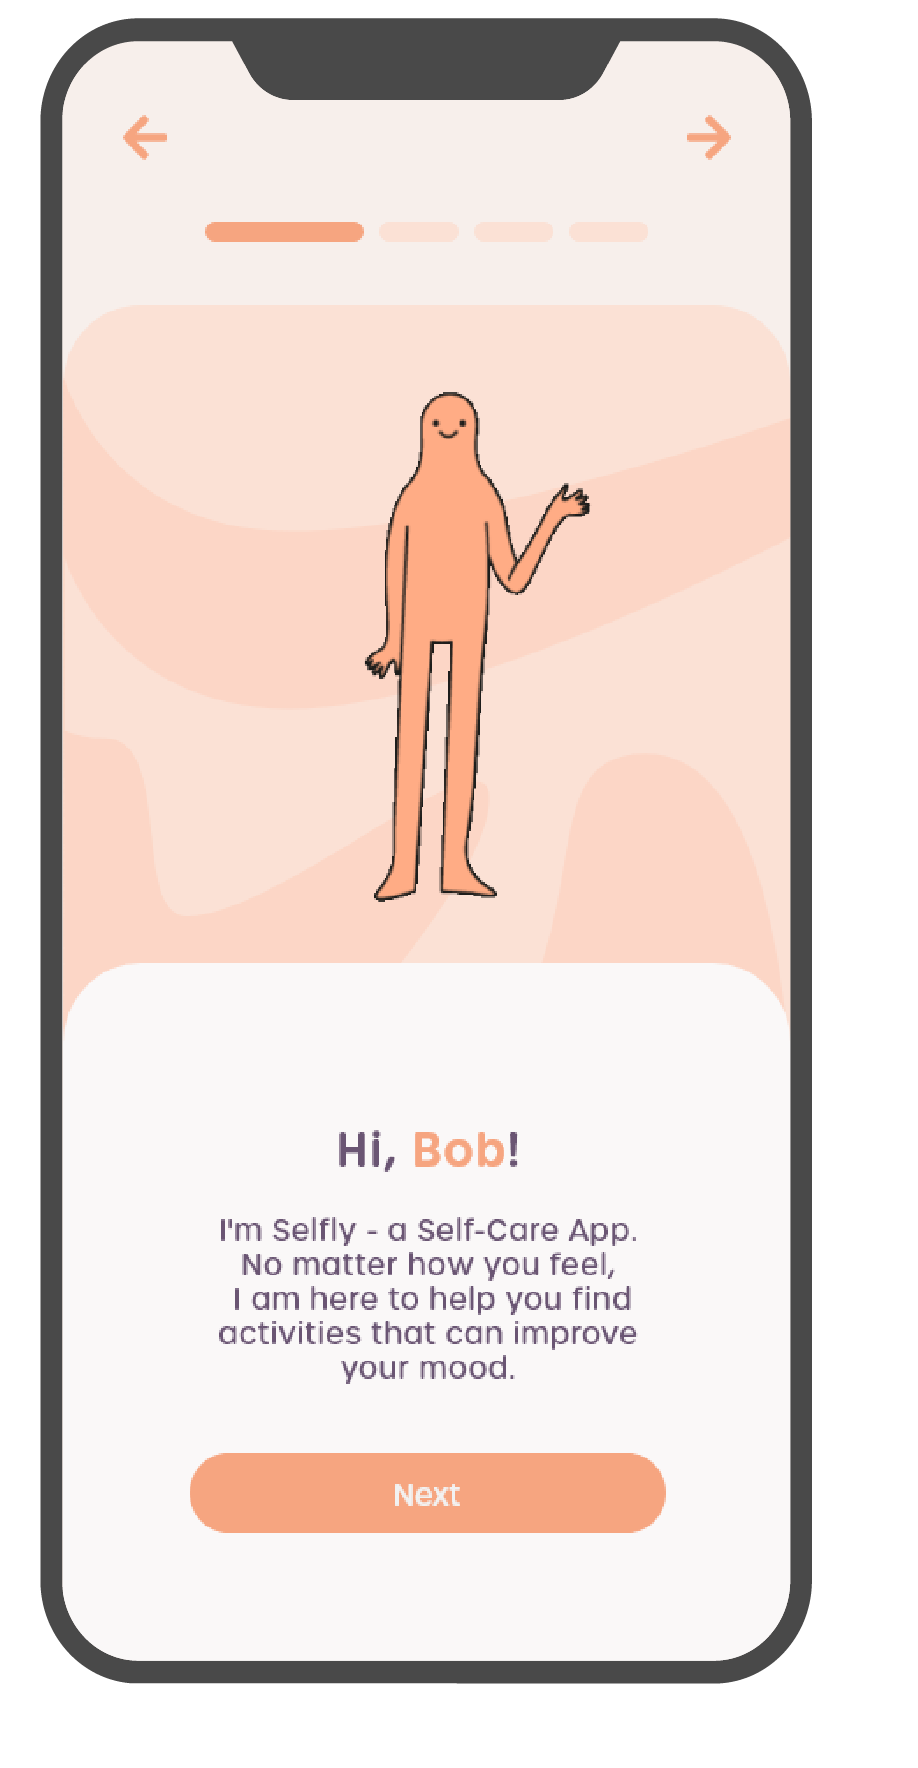 Hi, Bob!
I'm Selfly - a Self-Care App.
No matter how you feel,
I am here to help you find
activities that can improve
your mood.
Next